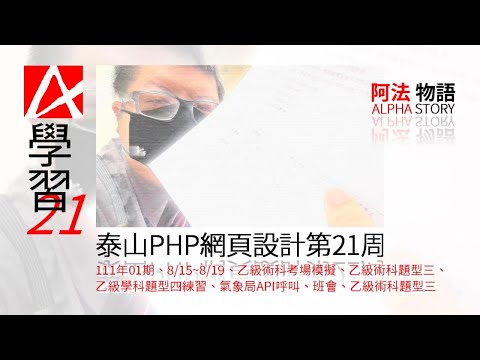 阿法 物語
ALPHA STORY
學習
21
泰山PHP網頁設計第21周
111年01期、8/15~8/19、乙級術科考場模擬、乙級術科題型三、
乙級學科題型四練習、氣象局API呼叫、班會、乙級術科題型三